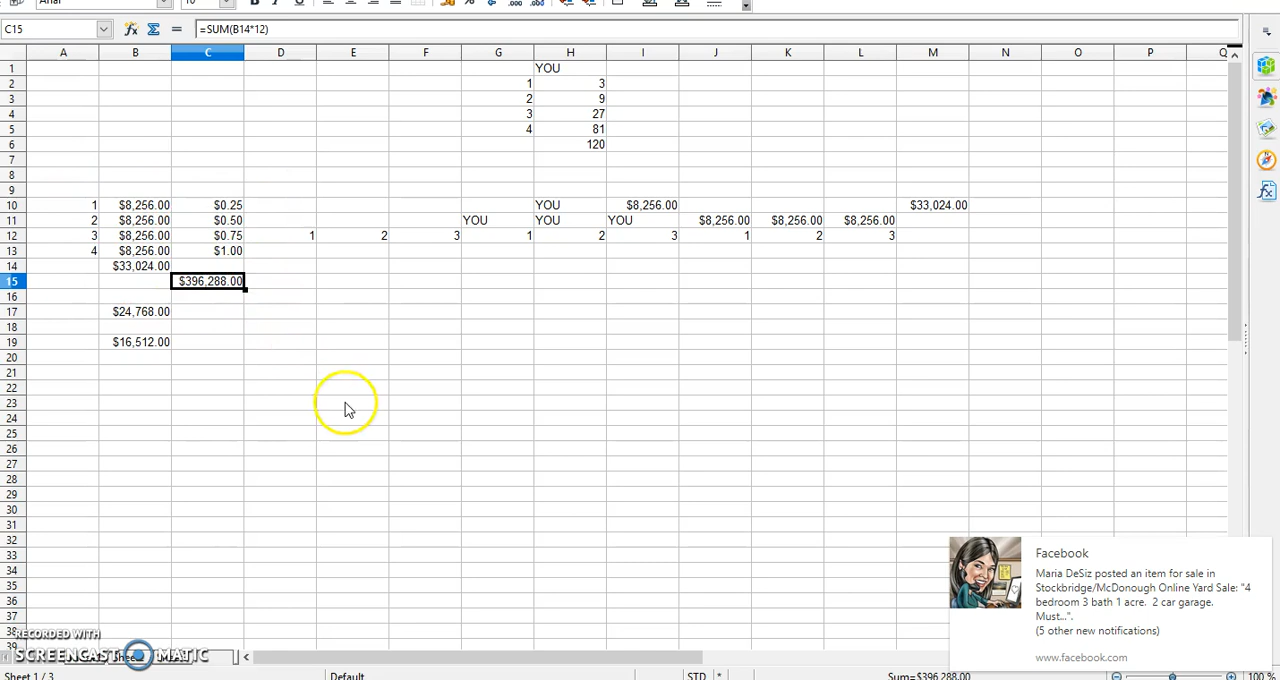 Arial 10
C15 =SUM(B14*12)
A B C D E F G H I J K L M N O P Q
1 YOU
2 1 3
3 2 9
4 3 27
5 4 81
6 120
7
8
9
10 1 $8,256.00 $0.25 YOU $8,256.00 $33,024.00
11 2 $8,256.00 $0.50 YOU YOU YOU $8,256.00 $8,256.00 $8,256.00
12 3 $8,256.00 $0.75 1 2 3 1 2 3 1 2 3
13 4 $8,256.00 $1.00
14 $33,024.00
15 $396,288.00
16
17 $24,768.00
18
19 $16,512.00
20
21
22
23
24
25
26
27
28
29
30
31
32
33
34
35
36
37
38
39
Facebook
Maria DeSiz posted an item for sale in
Stockbridge/McDonough Online Yard Sale: "4
bedroom 3 bath 1 acre. 2 car garage.
Must...".
(5 other new notifications)
www.facebook.com
RECORDED WITH
SCREENCAST MATIC
Sheet 1 / 3 Default STD * Sum=$396,288.00 100 %